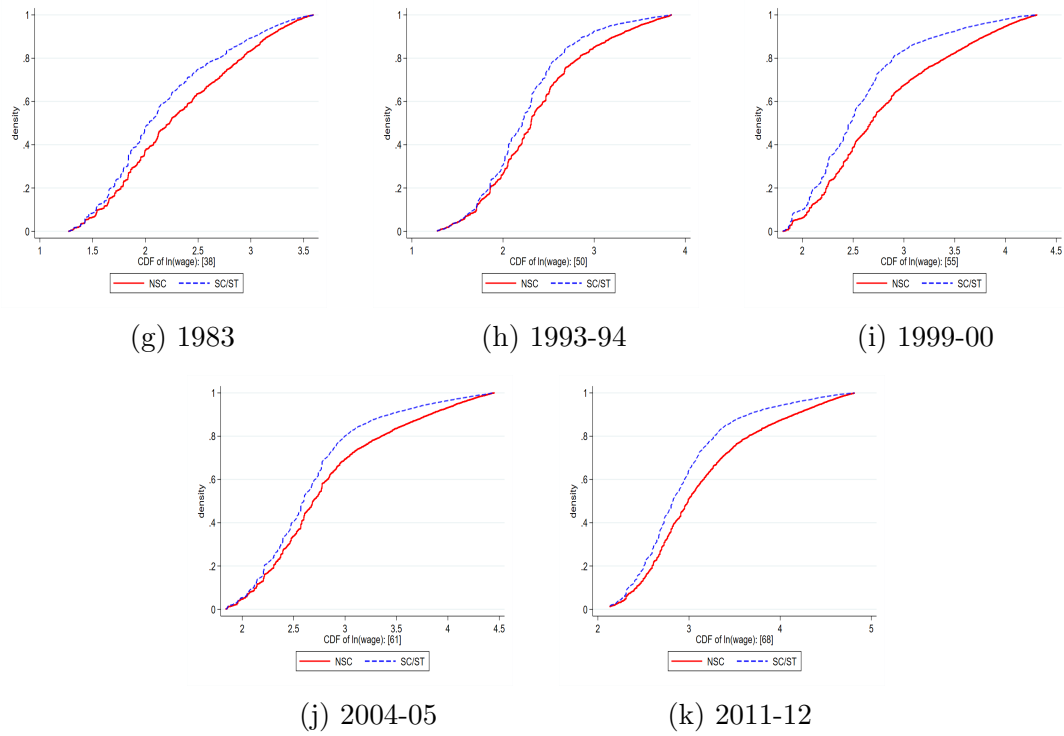 density
1
.8
.6
.4
.2
0
1 1.5 2 2.5 3 3.5
CDF of ln(wage): [38]
NSC SC/ST
(g) 1983
density
1
.8
.6
.4
.2
0
1 2 3 4
CDF of ln(wage): [50]
NSC SC/ST
(h) 1993-94
density
1
.8
.6
.4
.2
0
2 2.5 3 3.5 4 4.5
CDF of ln(wage): [55]
NSC SC/ST
(i) 1999-00
density
1
.8
.6
.4
.2
0
2 2.5 3 3.5 4 4.5
CDF of ln(wage): [61]
NSC SC/ST
(j) 2004-05
density
1
.8
.6
.4
.2
0
2 3 4 5
CDF of ln(wage): [68]
NSC SC/ST
(k) 2011-12